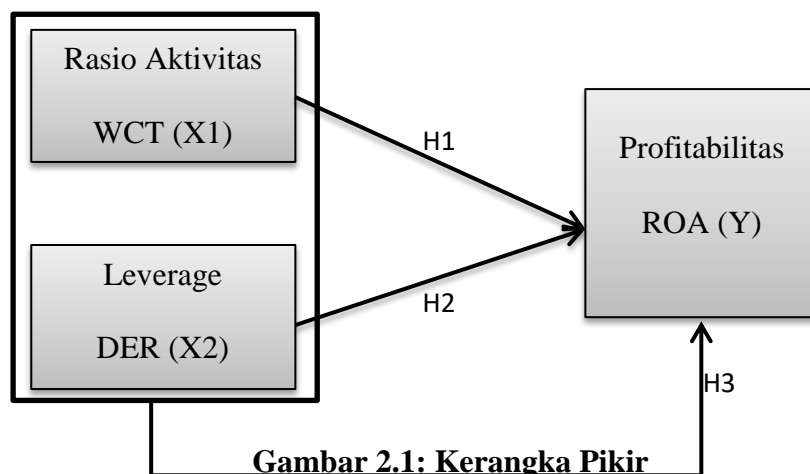 Rasio Aktivitas
WCT (X1)
H1
Profitabilitas
ROA (Y)
Leverage
DER (X2)
H2
H3
Gambar 2.1: Kerangka Pikir